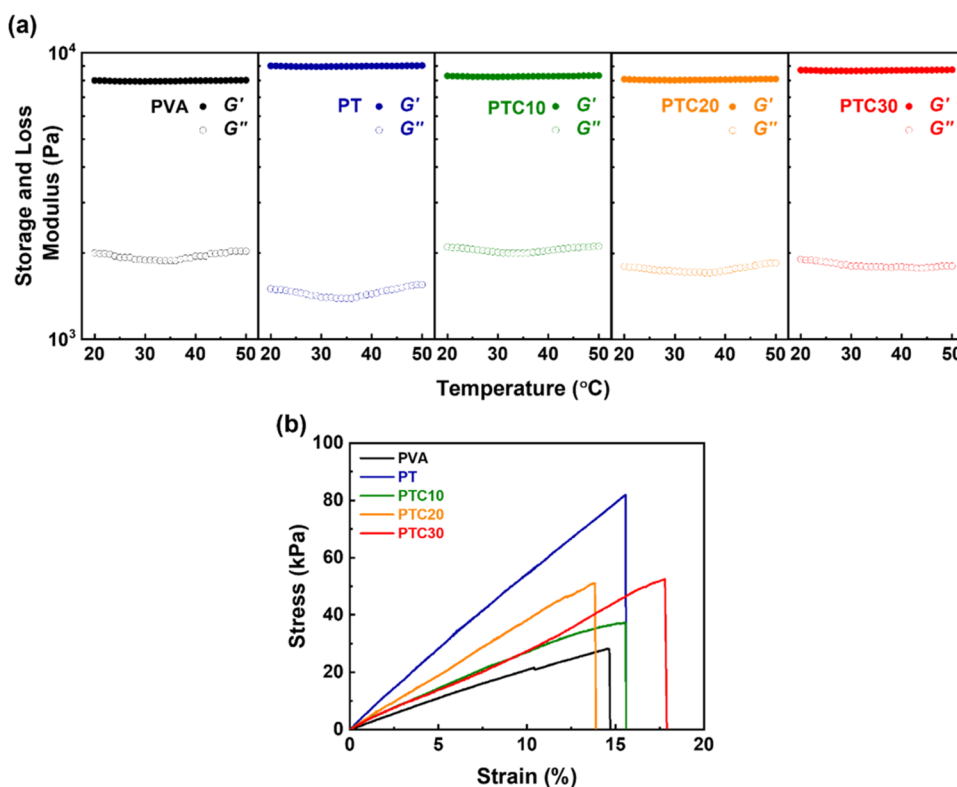 (a)
Storage and Loss
Modulus (Pa)
10⁴
10³
PVA G' G''
PT G' G''
PTC10 G' G''
PTC20 G' G''
PTC30 G' G''
20 30 40 50 20 30 40 50 20 30 40 50 20 30 40 50 20 30 40 50
Temperature (°C)
(b)
Stress (kPa)
100
80
60
40
20
0
PVA
PT
PTC10
PTC20
PTC30
0 5 10 15 20
Strain (%)